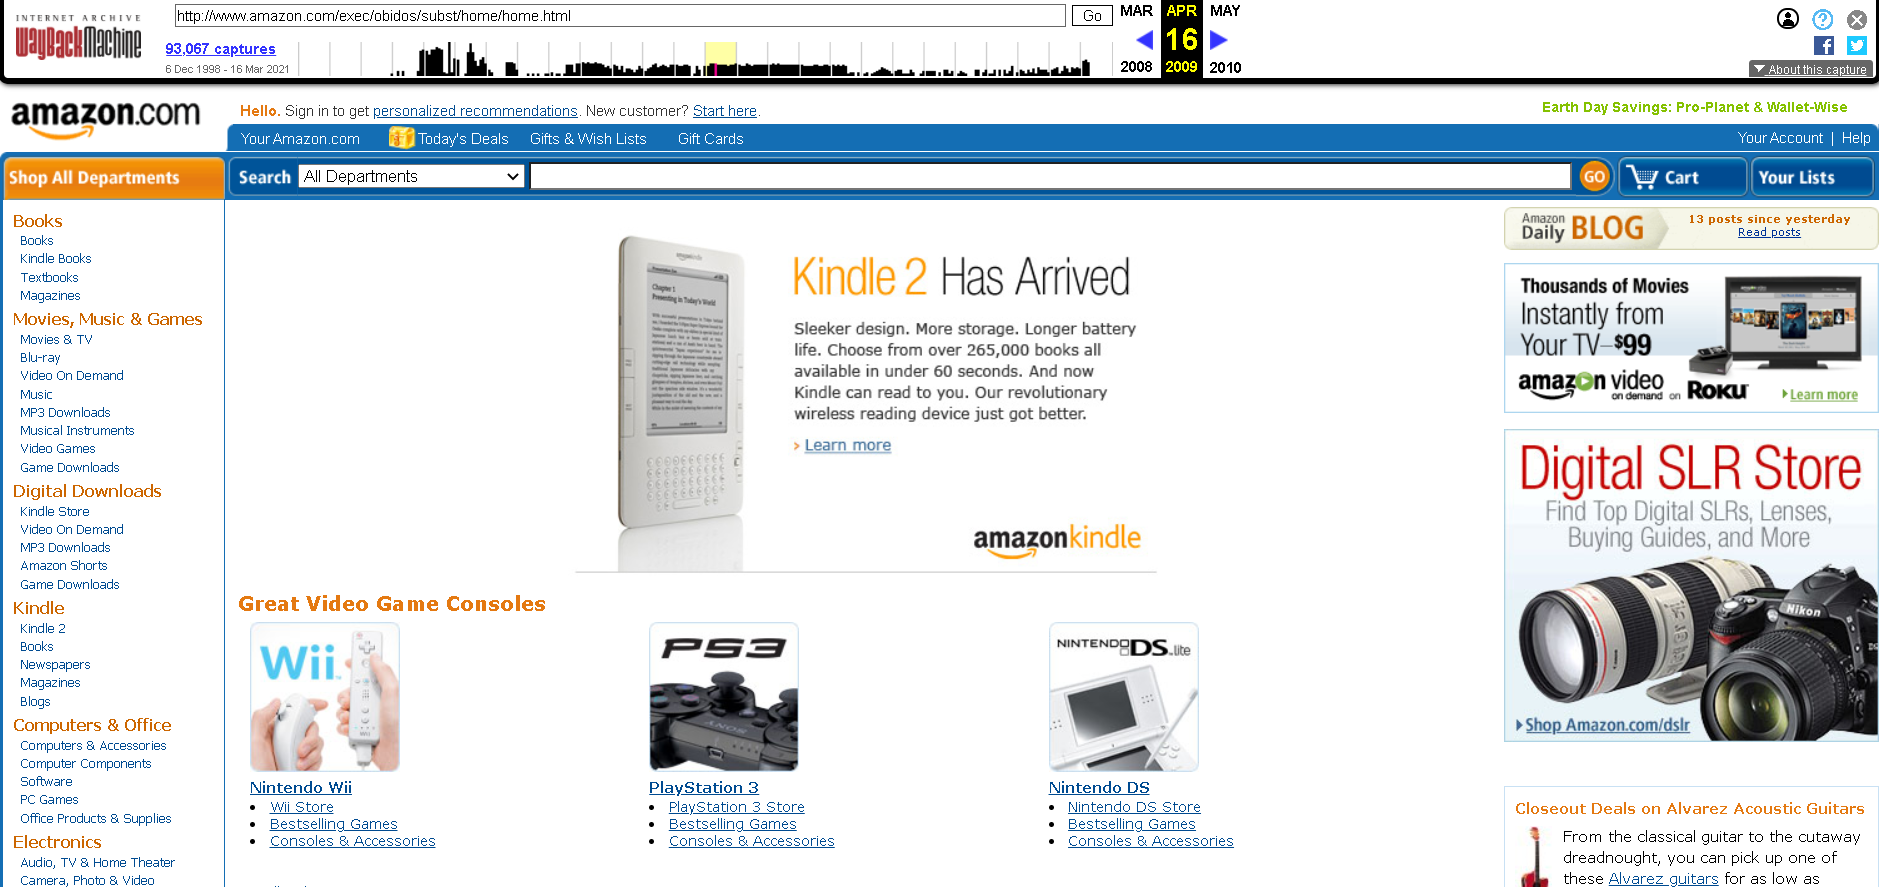 INTERNET ARCHIVE
WayBackMachine
http://www.amazon.com/exec/obidos/subst/home/home.html
Go
93,067 captures
6 Dec 1998 - 16 Mar 2021
MAR APR MAY
16
2008 2009 2010
About this capture
amazon.com
Hello. Sign in to get personalized recommendations. New customer? Start here.
Earth Day Savings: Pro-Planet & Wallet-Wise
Your Amazon.com Today's Deals Gifts & Wish Lists Gift Cards
Your Account | Help
Shop All Departments
Search All Departments GO Cart Your Lists
Books
Books
Kindle Books
Textbooks
Magazines
Movies, Music & Games
Movies & TV
Blu-ray
Video On Demand
Music
MP3 Downloads
Musical Instruments
Video Games
Game Downloads
Digital Downloads
Kindle Store
Video On Demand
MP3 Downloads
Amazon Shorts
Game Downloads
Kindle
Kindle 2
Books
Newspapers
Magazines
Blogs
Computers & Office
Computers & Accessories
Computer Components
Software
PC Games
Office Products & Supplies
Electronics
Audio, TV & Home Theater
Camera, Photo & Video
amazonkindle
Chapter 1
Presenting in Today's World
Kindle 2 Has Arrived
Sleeker design. More storage. Longer battery
life. Choose from over 265,000 books all
available in under 60 seconds. And now
Kindle can read to you. Our revolutionary
wireless reading device just got better.
› Learn more
amazonkindle
Great Video Game Consoles
Wii
Wii
Nintendo Wii
• Wii Store
• Bestselling Games
• Consoles & Accessories
PS3
SONY
PlayStation 3
• PlayStation 3 Store
• Bestselling Games
• Consoles & Accessories
NINTENDO DS lite
Nintendo DS
• Nintendo DS Store
• Bestselling Games
• Consoles & Accessories
Amazon
Daily BLOG
13 posts since yesterday
Read posts
Thousands of Movies
Instantly from
Your TV—$99
amazon video
on demand on ROKU
Learn more
Digital SLR Store
Find Top Digital SLRs, Lenses,
Buying Guides, and More
Nikon
Shop Amazon.com/dslr
Closeout Deals on Alvarez Acoustic Guitars
From the classical guitar to the cutaway
dreadnought, you can pick up one of
these Alvarez guitars for as low as